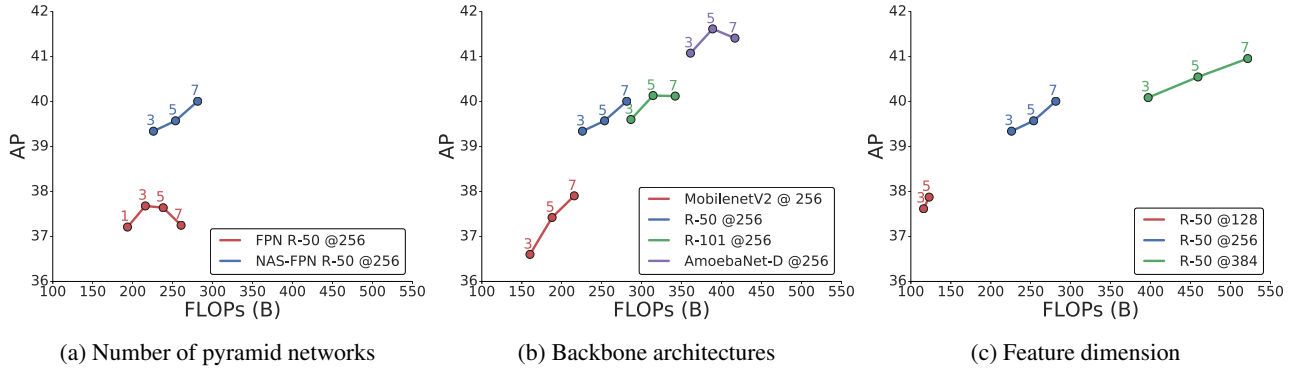 42
41
40
39
38
37
36
AP
7
5
3
3
5
1
7
FPN R-50 @256
NAS-FPN R-50 @256
100 150 200 250 300 350 400 450 500 550
FLOPs (B)
(a) Number of pyramid networks
42
41
40
39
38
37
36
AP
5
3
7
7
5
3
5
7
3
7
5
3
MobilenetV2 @ 256
R-50 @256
R-101 @256
AmoebaNet-D @256
100 150 200 250 300 350 400 450 500 550
FLOPs (B)
(b) Backbone architectures
42
41
40
39
38
37
36
AP
7
5
3
7
5
3
5
3
R-50 @128
R-50 @256
R-50 @384
100 150 200 250 300 350 400 450 500 550
FLOPs (B)
(c) Feature dimension